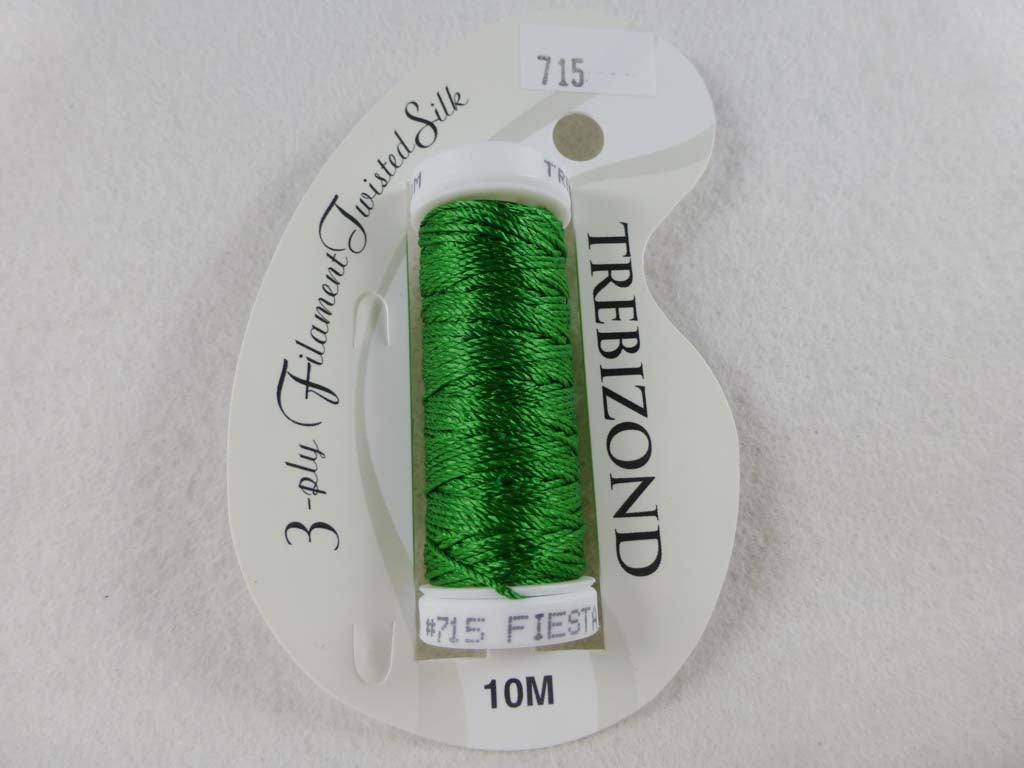 715
3-ply Filament Twisted Silk
TREBIZOND
#715 FIESTA
10M